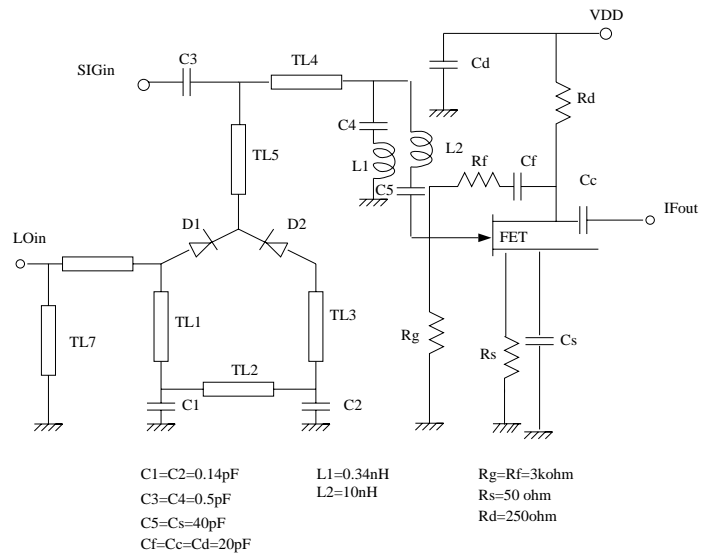 VDD
C3
TL4
SIGin
Cd
Rd
C4
TL5
L1
L2
Rf
Cf
Cc
C5
D1
D2
IFout
LOin
FET
TL1
TL3
TL7
Rg
Rs
Cs
TL2
C1
C2
C1=C2=0.14pF
L1=0.34nH
Rg=Rf=3kohm
C3=C4=0.5pF
L2=10nH
Rs=50 ohm
C5=Cs=40pF
Rd=250ohm
Cf=Cc=Cd=20pF